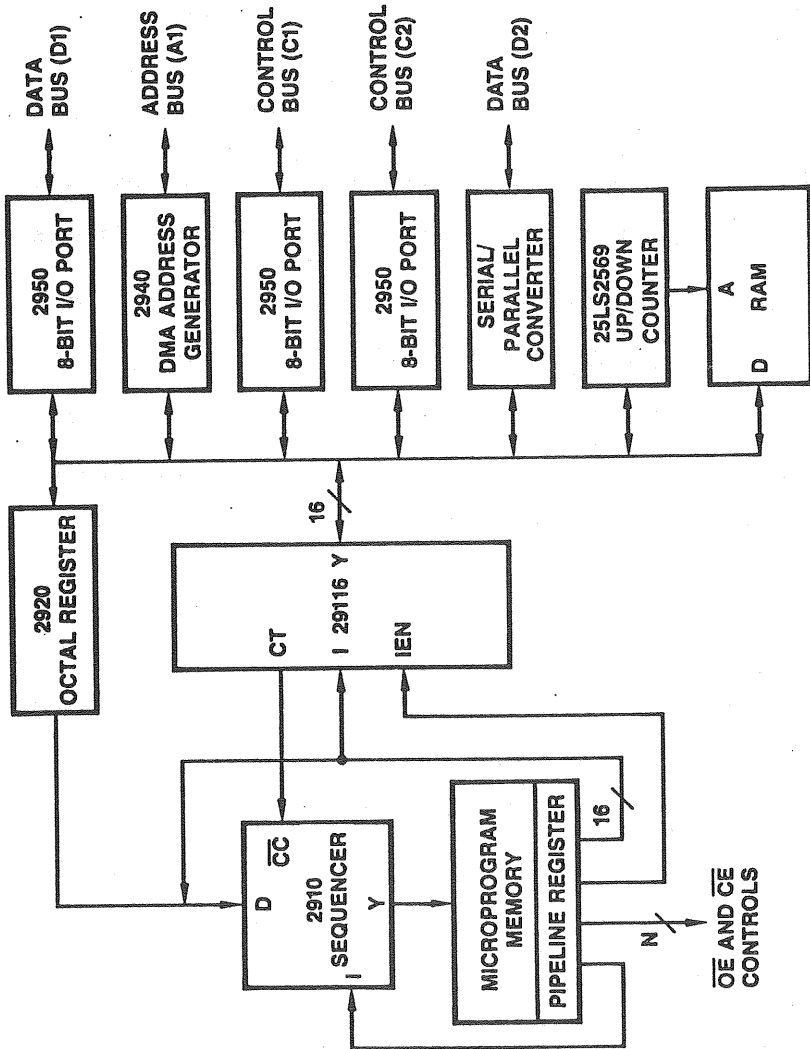 2920
OCTAL REGISTER
2950
8-BIT I/O PORT
DATA
BUS (D1)
2940
DMA ADDRESS
GENERATOR
ADDRESS
BUS (A1)
2950
8-BIT I/O PORT
CONTROL
BUS (C1)
2950
8-BIT I/O PORT
CONTROL
BUS (C2)
SERIAL/
PARALLEL
CONVERTER
DATA
BUS (D2)
25LS2569
UP/DOWN
COUNTER
A
D
RAM
16
CT
I 29116 Y
IEN
D
CC
2910
SEQUENCER
I
Y
MICROPROGRAM
MEMORY
PIPELINE REGISTER
16
N
OE AND CE
CONTROLS